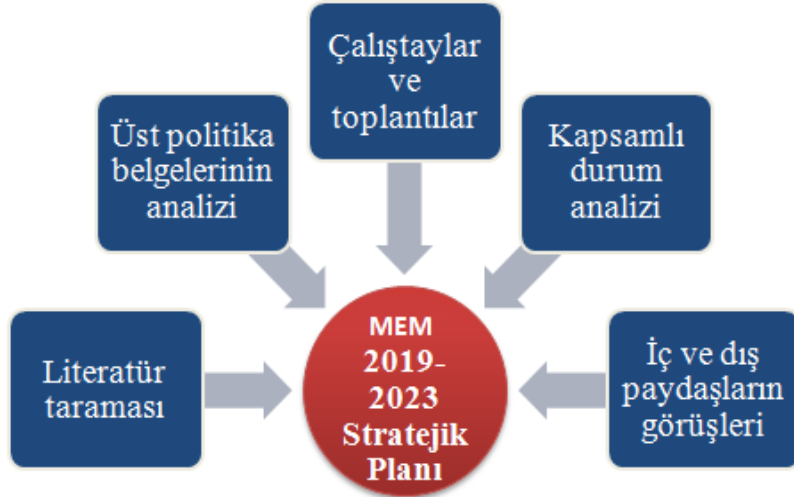 Çalıştaylar
ve
toplantılar
Üst politika
belgelerinin
analizi
Kapsamlı
durum
analizi
Literatür
taraması
MEM
2019-
2023
Stratejik
Planı
İç ve dış
paydaşların
görüşleri